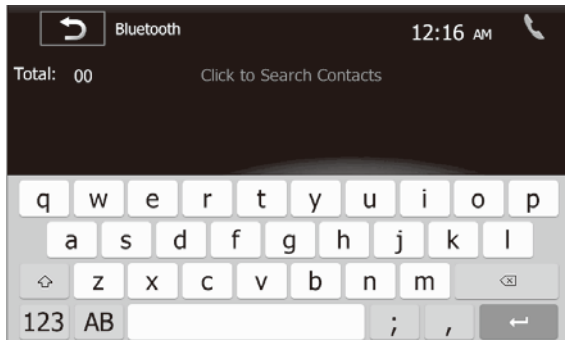 Bluetooth 12:16 AM
Total: 00 Click to Search Contacts
q w e r t y u i o p
a s d f g h j k l
z x c v b n m
123 AB ; ,